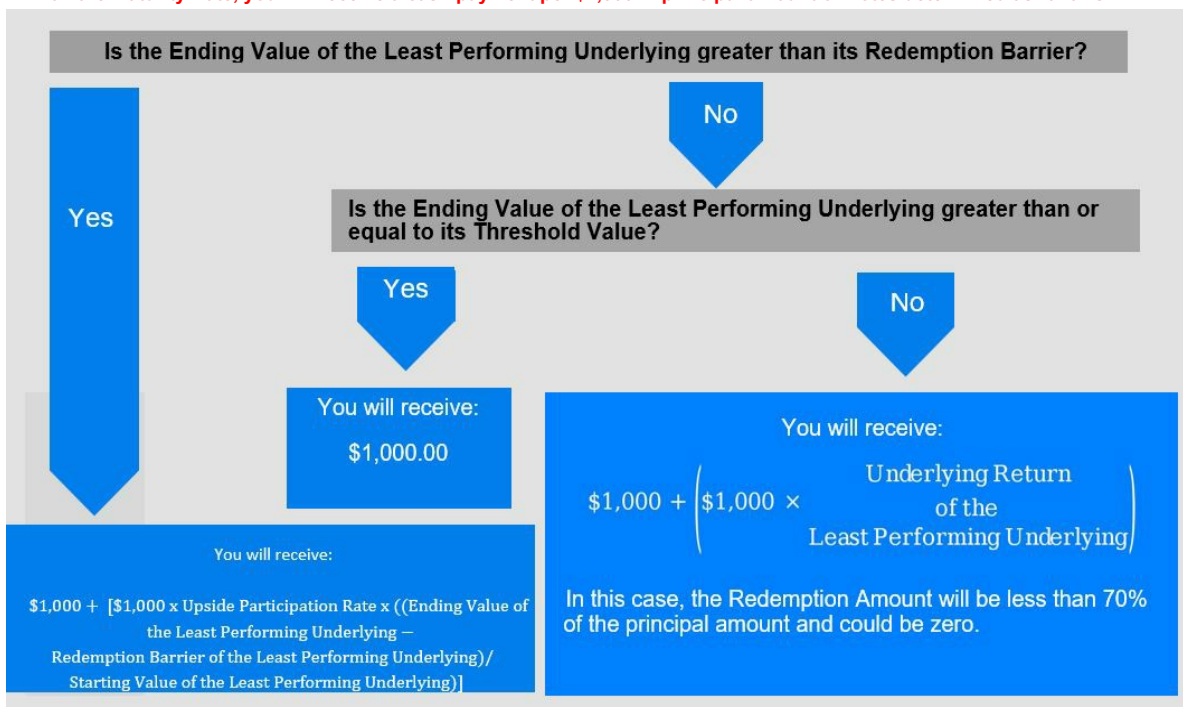 Is the Ending Value of the Least Performing Underlying greater than its Redemption Barrier?
No
Yes
Is the Ending Value of the Least Performing Underlying greater than or
equal to its Threshold Value?
Yes
No
You will receive:
$1,000.00
You will receive:
$1,000 + ($1,000 × Underlying Return
of the
Least Performing Underlying)
In this case, the Redemption Amount will be less than 70%
of the principal amount and could be zero.
You will receive:
$1,000 + [$1,000 x Upside Participation Rate x ((Ending Value of
the Least Performing Underlying −
Redemption Barrier of the Least Performing Underlying)/
Starting Value of the Least Performing Underlying)]